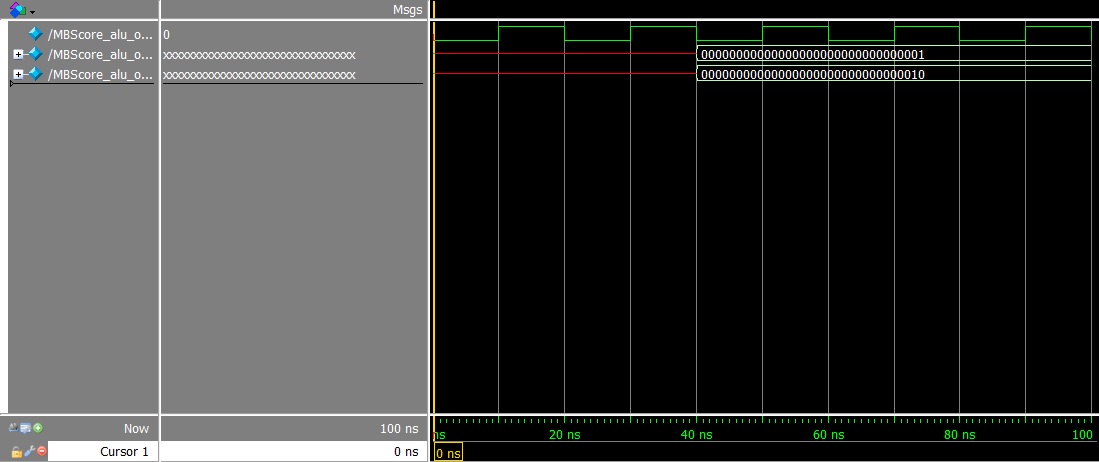 Msgs
/MBScore_alu_o... 0
/MBScore_alu_o... xxxxxxxxxxxxxxxxxxxxxxxxxxxxxxxx 00000000000000000000000000000001
/MBScore_alu_o... xxxxxxxxxxxxxxxxxxxxxxxxxxxxxxxx 00000000000000000000000000000010
Now 100 ns ns 20 ns 40 ns 60 ns 80 ns 100
Cursor 1 0 ns 0 ns